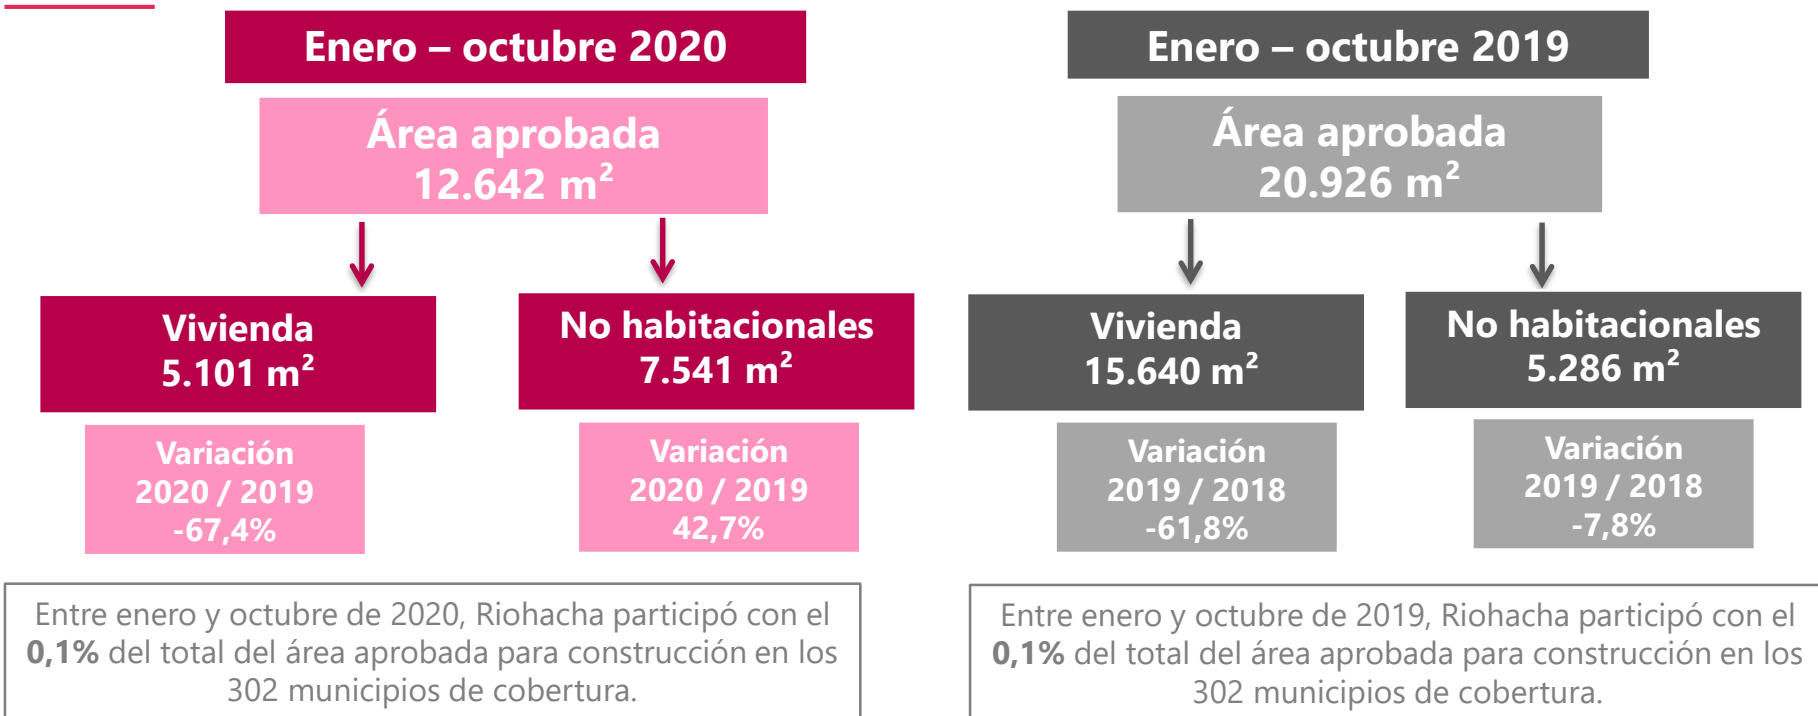 Enero – octubre 2020
Área aprobada
12.642 m²
Vivienda
5.101 m²
No habitacionales
7.541 m²
Variación
2020 / 2019
-67,4%
Variación
2020 / 2019
42,7%
Entre enero y octubre de 2020, Riohacha participó con el
0,1% del total del área aprobada para construcción en los
302 municipios de cobertura.
Enero – octubre 2019
Área aprobada
20.926 m²
Vivienda
15.640 m²
No habitacionales
5.286 m²
Variación
2019 / 2018
-61,8%
Variación
2019 / 2018
-7,8%
Entre enero y octubre de 2019, Riohacha participó con el
0,1% del total del área aprobada para construcción en los
302 municipios de cobertura.